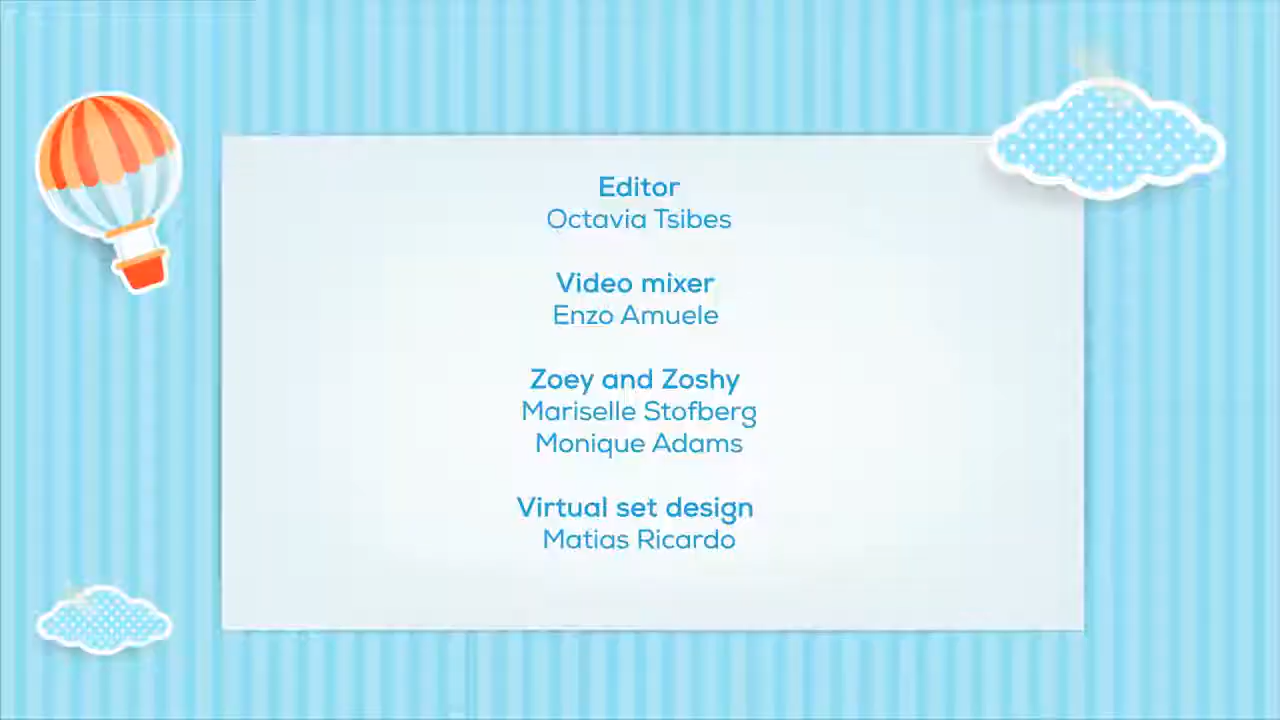 Editor
Octavia Tsibes
Video mixer
Enzo Amuele
Zoey and Zoshy
Mariselle Stofberg
Monique Adams
Virtual set design
Matias Ricardo